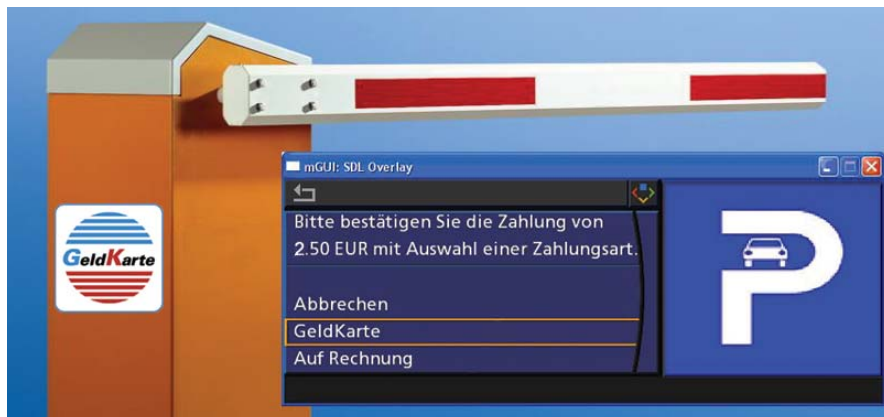 mGUI: SDL Overlay
Bitte bestätigen Sie die Zahlung von
2.50 EUR mit Auswahl einer Zahlungsart.
Abbrechen
GeldKarte
Auf Rechnung
GeldKarte
P